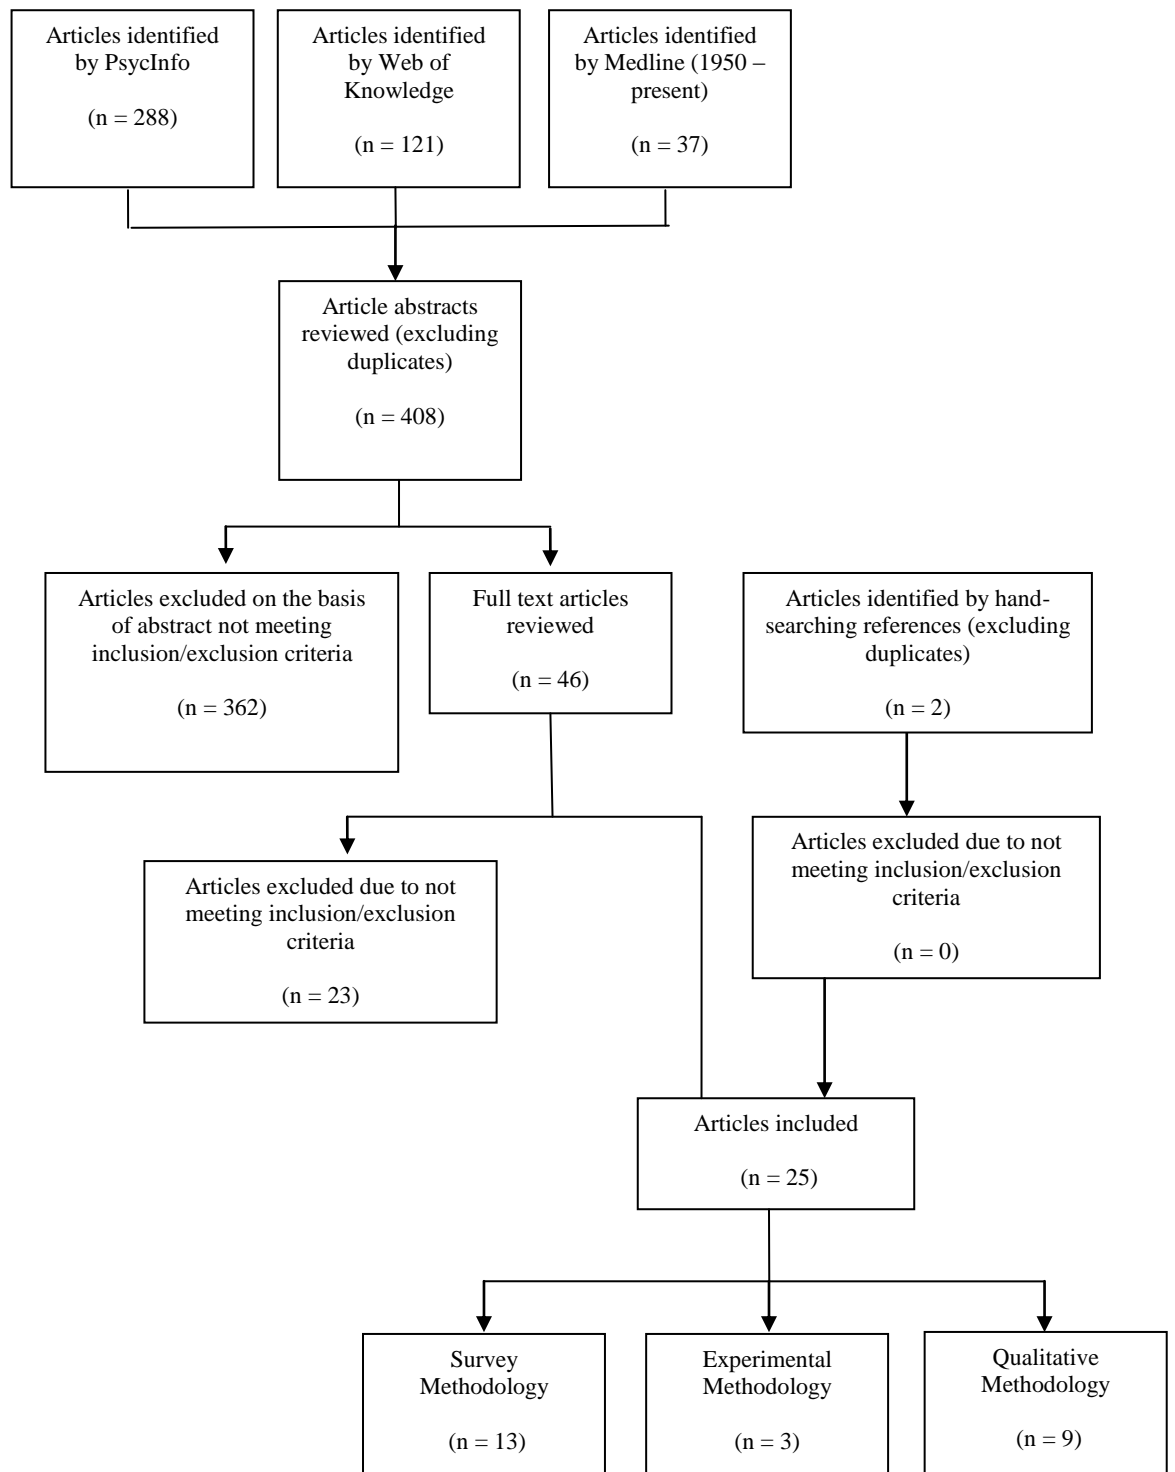 Articles identified
by PsycInfo
(n = 288)
Articles identified
by Web of
Knowledge
(n = 121)
Articles identified
by Medline (1950 –
present)
(n = 37)
Article abstracts
reviewed (excluding
duplicates)
(n = 408)
Articles excluded on the basis
of abstract not meeting
inclusion/exclusion criteria
(n = 362)
Full text articles
reviewed
(n = 46)
Articles identified by hand-
searching references (excluding
duplicates)
(n = 2)
Articles excluded due to not
meeting inclusion/exclusion
criteria
(n = 23)
Articles excluded due to not
meeting inclusion/exclusion
criteria
(n = 0)
Articles included
(n = 25)
Survey
Methodology
(n = 13)
Experimental
Methodology
(n = 3)
Qualitative
Methodology
(n = 9)